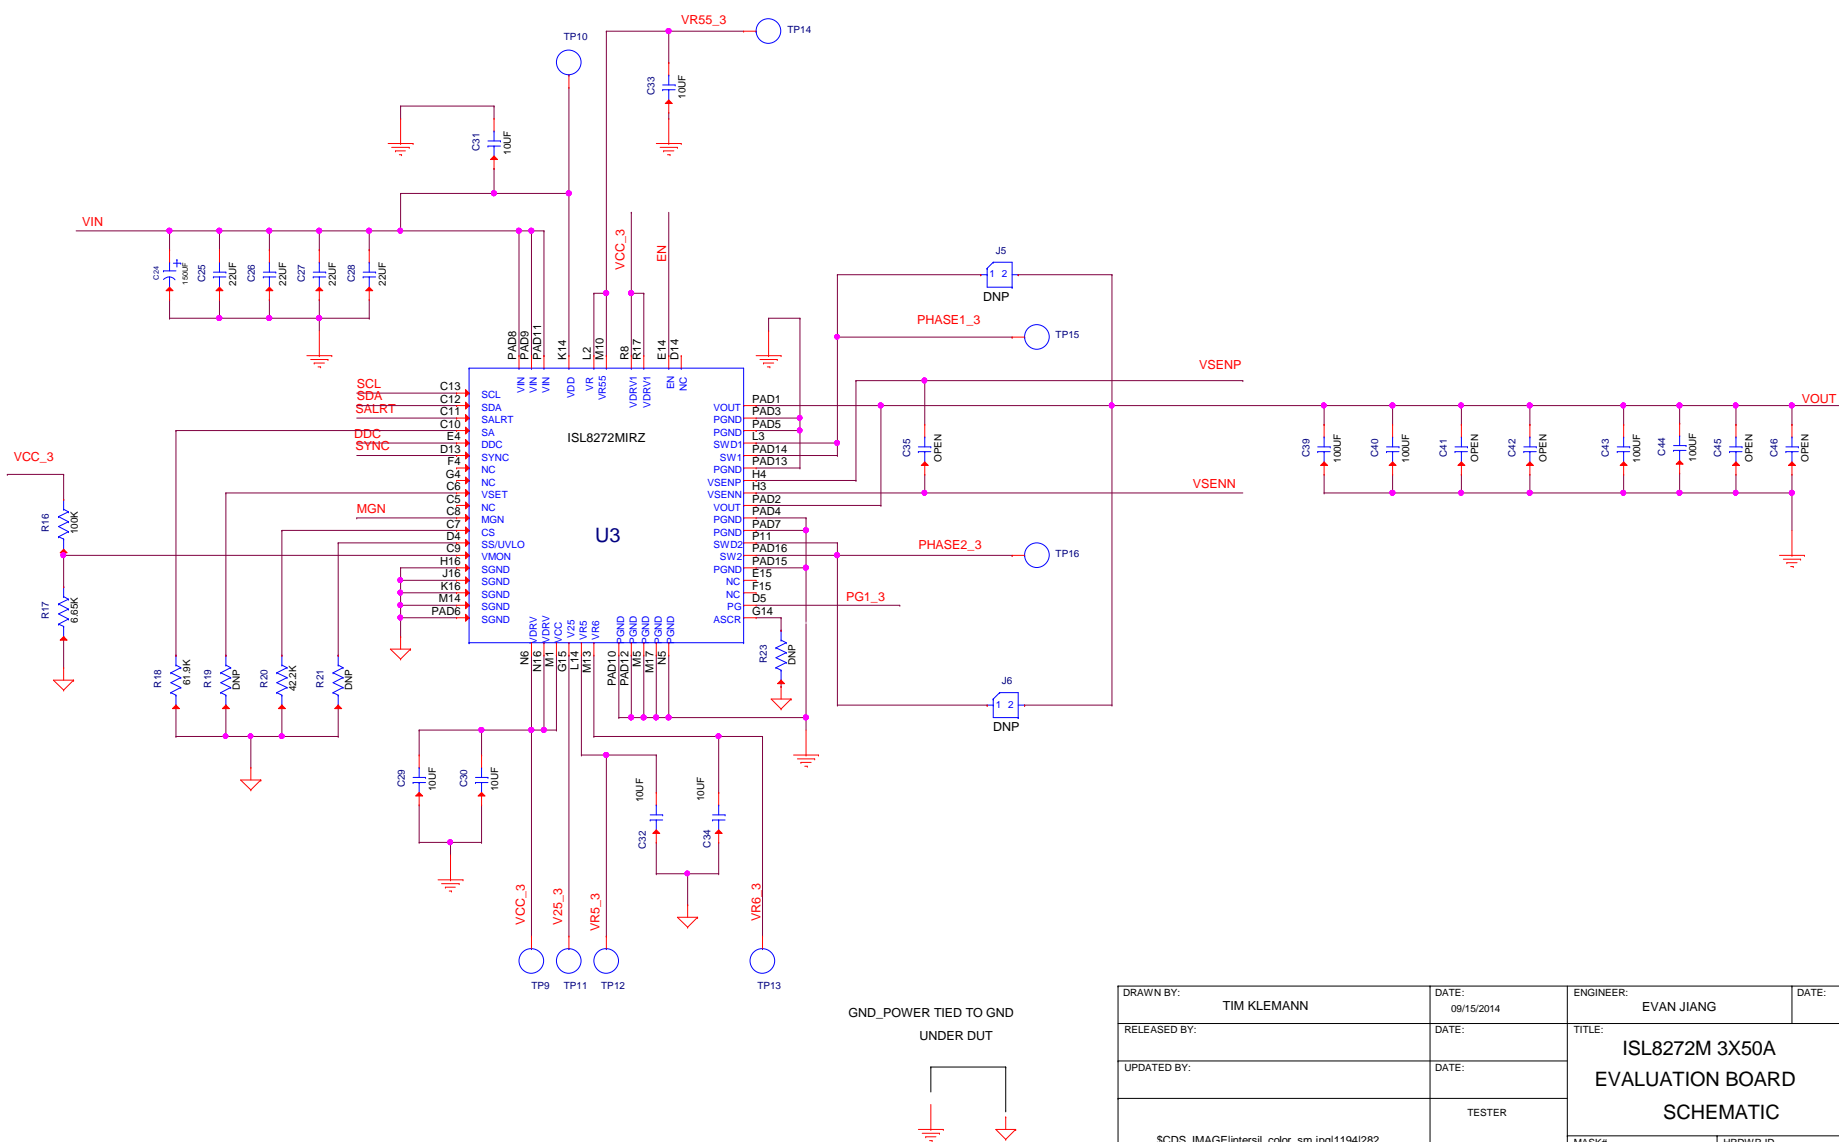 VR55_3
TP14
TP10
C33
10UF
C31
10UF
VIN
C24
150UF
C25
22UF
C26
22UF
C27
22UF
C28
22UF
VCC_3
EN
J5
1 2
DNP
PHASE1_3
TP15
VSENP
VOUT
PAD8
PAD9
PAD11
K14
L2
M10
R8
R17
E14
D14
VIN
VIN
VIN
VDD
VR
VR55
VDRV1
VDRV1
EN
NC
ISL8272MIRZ
U3
SCL C13 SCL
SDA C12 SDA
SALRT C11 SALRT
C10 SA
DDC E4 DDC
SYNC D13 SYNC
F4 NC
G4 NC
C6 VSET
C5 NC
MGN C8 MGN
C7 CS
D4 SS/UVLO
C9 VMON
H16 SGND
J16 SGND
K16 SGND
M14 SGND
PAD6 SGND
VOUT PAD1
PGND PAD3
PGND PAD5
SWD1 L3
SW1 PAD14
PGND PAD13
VSENP H4
VSENN H3
VOUT PAD2
PGND PAD4
PGND PAD7
SWD2 P11
SW2 PAD16
PGND PAD15
NC E15
NC F15
PG D5
ASCR G14
VDRV
VDRV
VCC
V25
VR5
VR6
PGND
PGND
PGND
PGND
PGND
N6
N16
M1
G15
L14
M13
PAD10
PAD12
M5
M17
N5
C35
OPEN
C39
100UF
C40
100UF
C41
OPEN
C42
OPEN
C43
100UF
C44
100UF
C45
OPEN
C46
OPEN
VSENN
PHASE2_3
TP16
PG1_3
VCC_3
R16
100K
R17
6.65K
R18
61.9K
R19
DNP
R20
42.2K
R21
DNP
R23
DNP
J6
1 2
DNP
C29
10UF
C30
10UF
10UF
C32
10UF
C34
VCC_3
V25_3
VR5_3
VR6_3
TP9
TP11
TP12
TP13
GND_POWER TIED TO GND
UNDER DUT
DRAWN BY:
TIM KLEMANN
DATE:
09/15/2014
ENGINEER:
EVAN JIANG
DATE:
RELEASED BY:
DATE:
TITLE:
ISL8272M 3X50A
EVALUATION BOARD
SCHEMATIC
UPDATED BY:
DATE:
TESTER
$CDS_IMAGE|intersil_color_sm.jpg|1194|282
MASK#
HRDWR ID